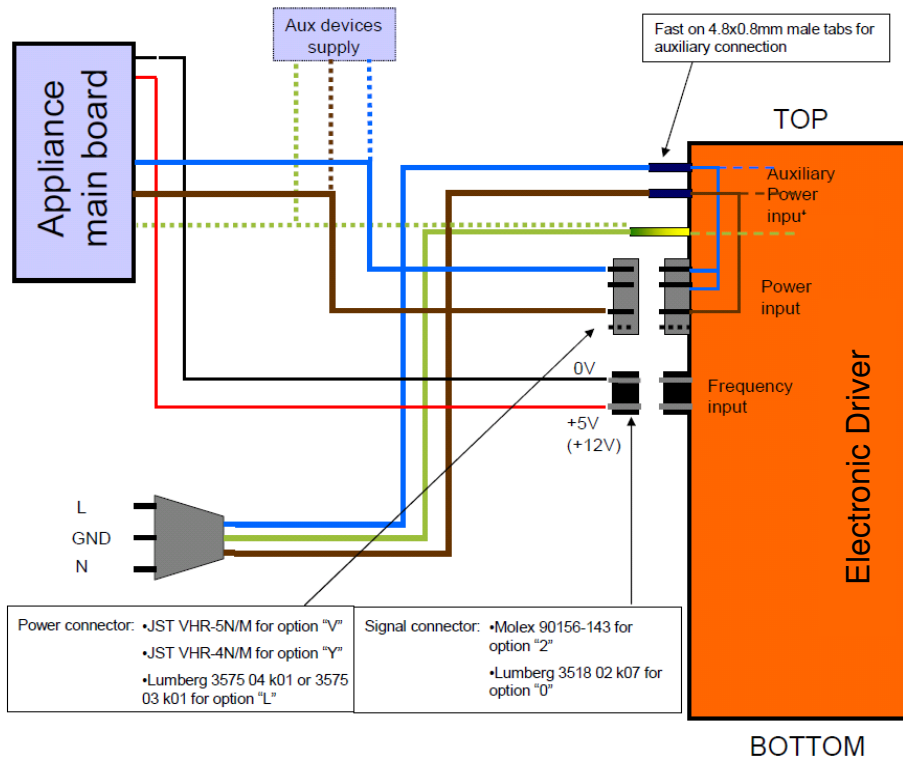 Aux devices
supply
Fast on 4.8x0.8mm male tabs for
auxiliary connection
Appliance
main board
TOP
Auxiliary
Power
Power
input
0V
Frequency
input
+5V
(+12V)
Electronic Driver
L
GND
N
Power connector: •JST VHR-5N/M for option “V”
•JST VHR-4N/M for option “Y”
•Lumberg 3575 04 k01 or 3575
03 k01 for option “L”
Signal connector: •Molex 90156-143 for
option “2”
•Lumberg 3518 02 k07 for
option “0”
BOTTOM